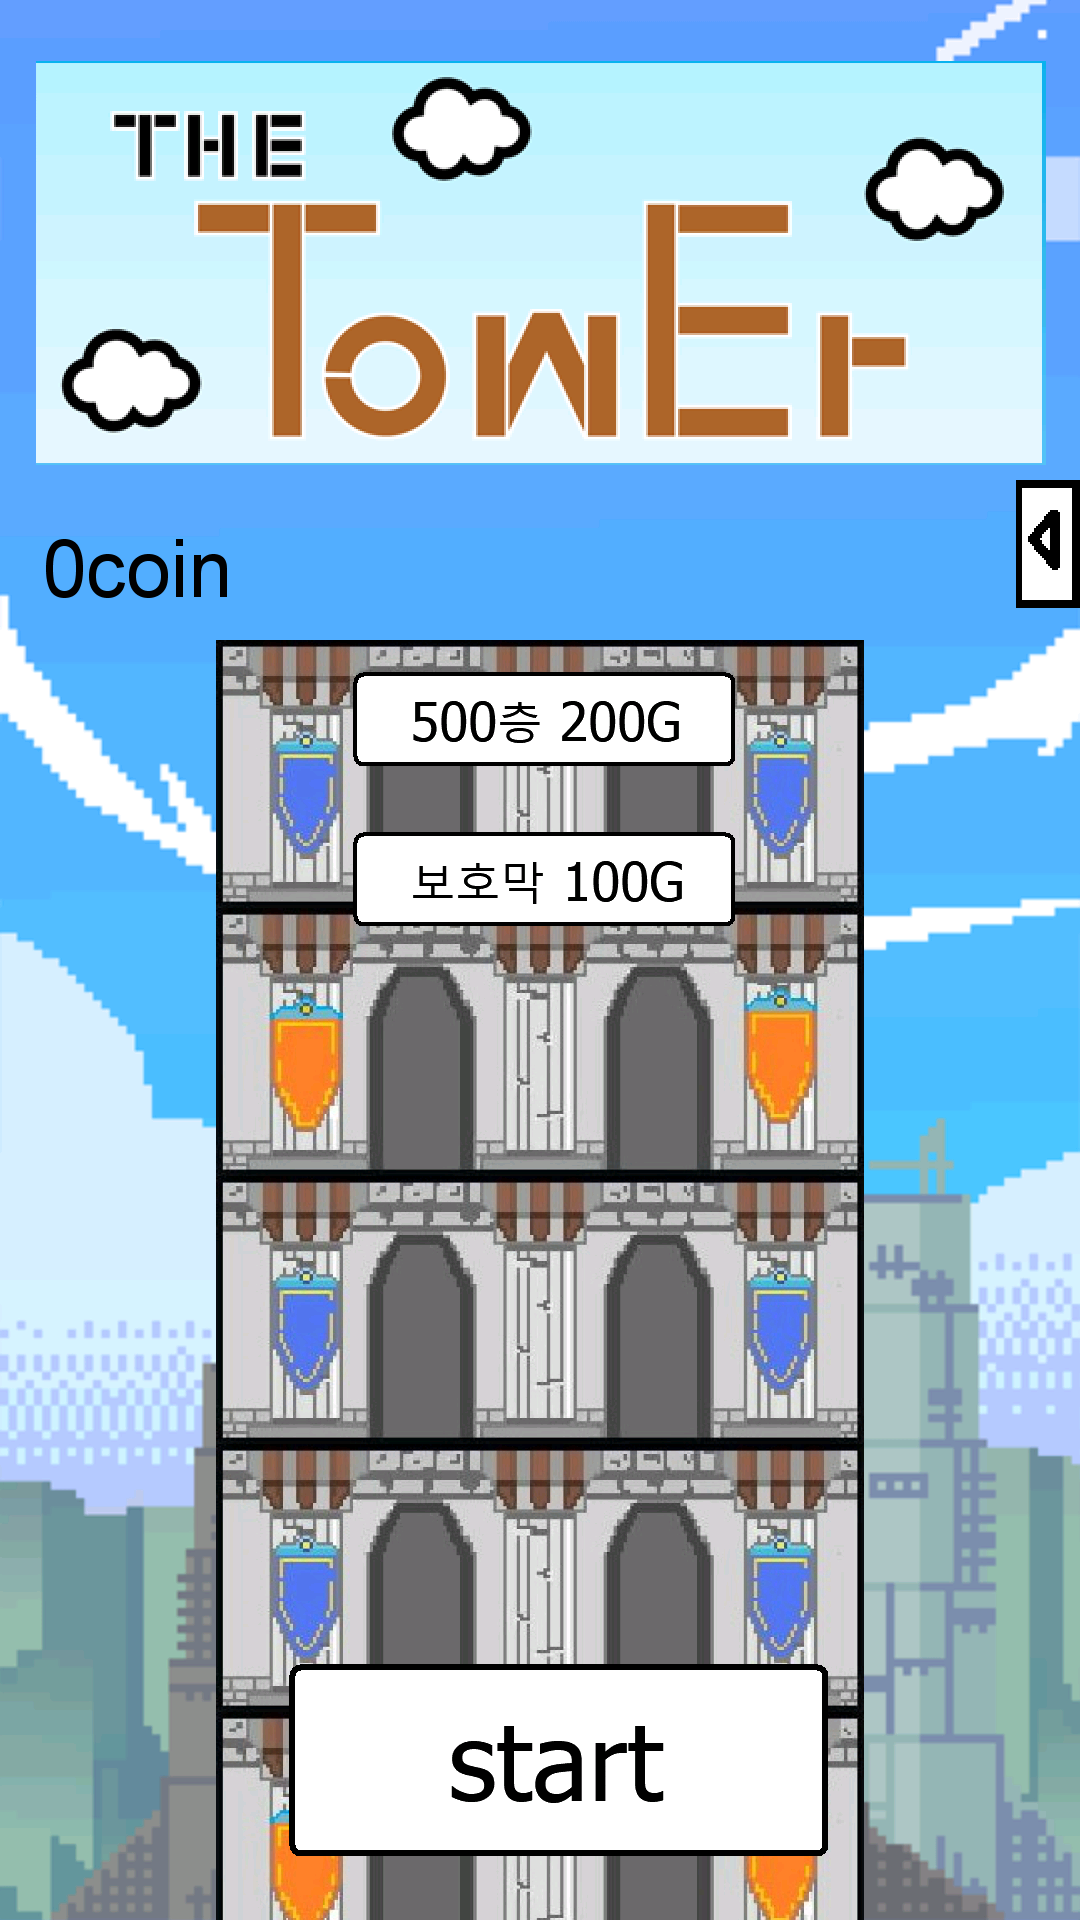 THE
TowEr
0coin
500층 200G
보호막 100G
start